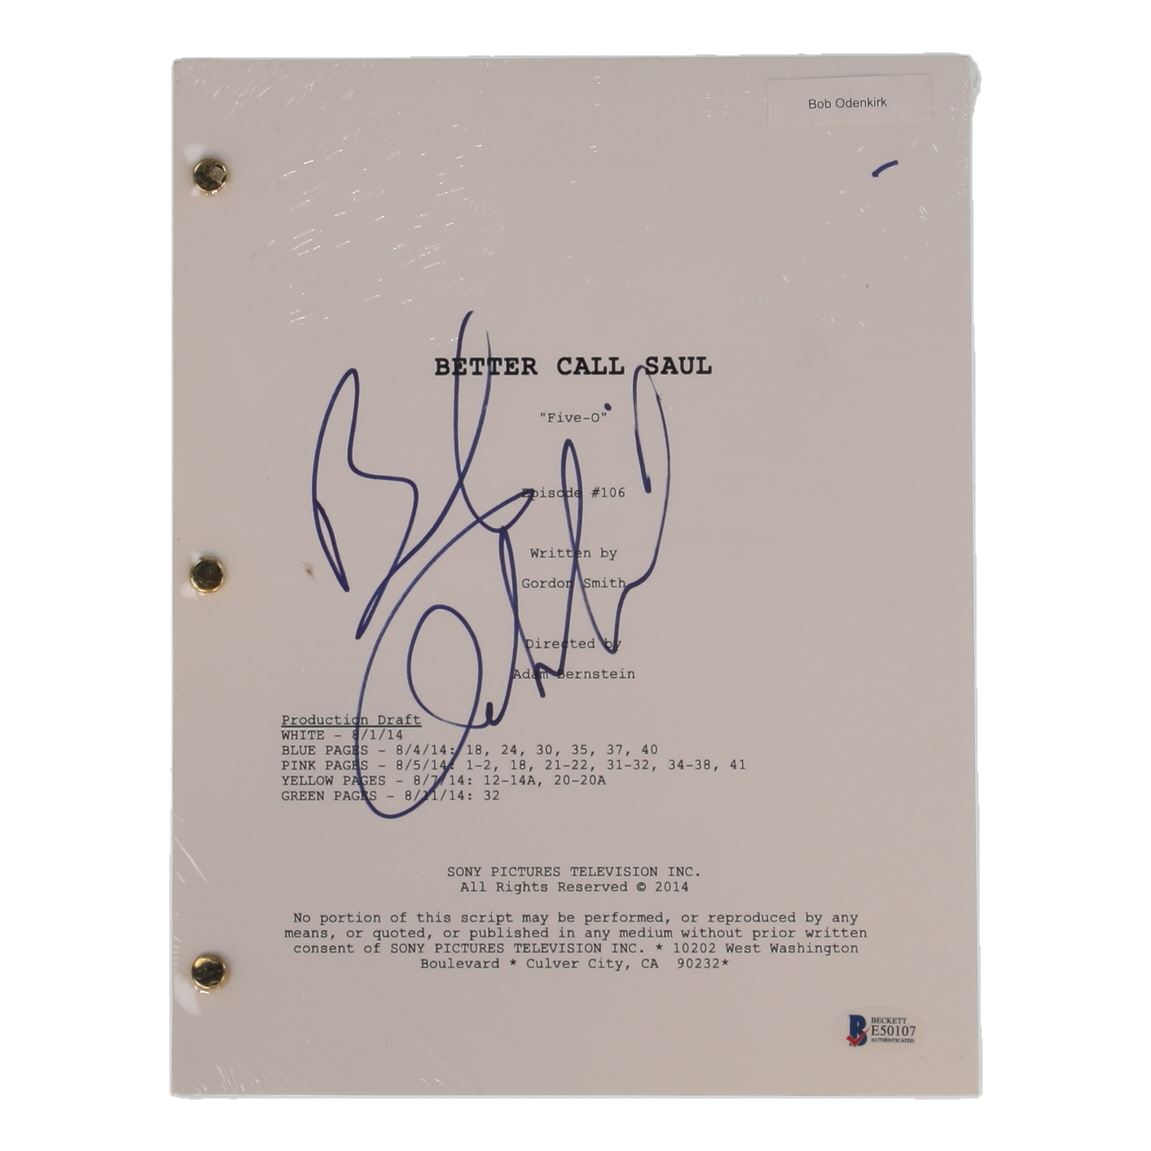 Bob Odenkirk
BETTER CALL SAUL
"Five-O"
Episode #106
Written by
Gordon Smith
Directed by
Adam Bernstein
Production Draft
WHITE - 8/1/14
BLUE PAGES - 8/4/14: 18, 24, 30, 35, 37, 40
PINK PAGES - 8/5/14: 1-2, 18, 21-22, 31-32, 34-38, 41
YELLOW PAGES - 8/7/14: 12-14A, 20-20A
GREEN PAGES - 8/11/14: 32
SONY PICTURES TELEVISION INC.
All Rights Reserved © 2014
No portion of this script may be performed, or reproduced by any
means, or quoted, or published in any medium without prior written
consent of SONY PICTURES TELEVISION INC. * 10202 West Washington
Boulevard * Culver City, CA 90232*
BECKETT
E50107
AUTHENTICATED